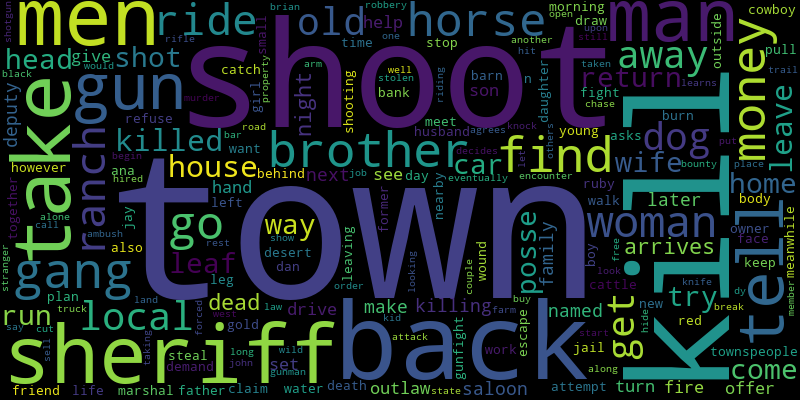 men
ride
old
horse
man
cowboy
shotgun
brian
robbery
small
help
time
one
stop
morning
open
draw
another
hit
upon
still
outside
pull
head
give
shot
rifle
black
would
catch
girl
property
arm
well
stolen
bank
riding
barn
son
n
daughter
taken
fight
chase
away
return
trail
learns
money
leave
deputy
take
gun
shoot
refuse
murder
night
shooting
bar
road
killed
want
brother
meet
husband
agrees
knock
others
young
find
asks
dog
burn
private
however
ranch
ana
hired
house
behind
car
see
day
decides
let
encounter
job
eventually
nearby
ruby
wife
bounty
place
put
kill
home
together
begin
alone
call
ambush
jay
hand
left
next
go
way
former
town
walk
woman
later
body
owner
face
tell
meanwhile
stranger
also
leaf
rest
show
desert
dan
leaving
looking
couple
wound
posse
family
boy
free
arrives
look
cattle
keep
gang
leg
order
plan
land
truck
dead
drive
make
killing
farm
buy
escape
named
get
hide
try
new
knife
red
dy
break
member
run
local
forced
west
gold
law
kid
attack
gunfight
work
start
jail
along
townspeople
say
cut
sell
taking
steal
demand
long
john
wild
gunman
set
back
saloon
come
sheriff
friend
life
marshal
father
claim
water
death
outlaw
state
attempt
turn
fire
offer